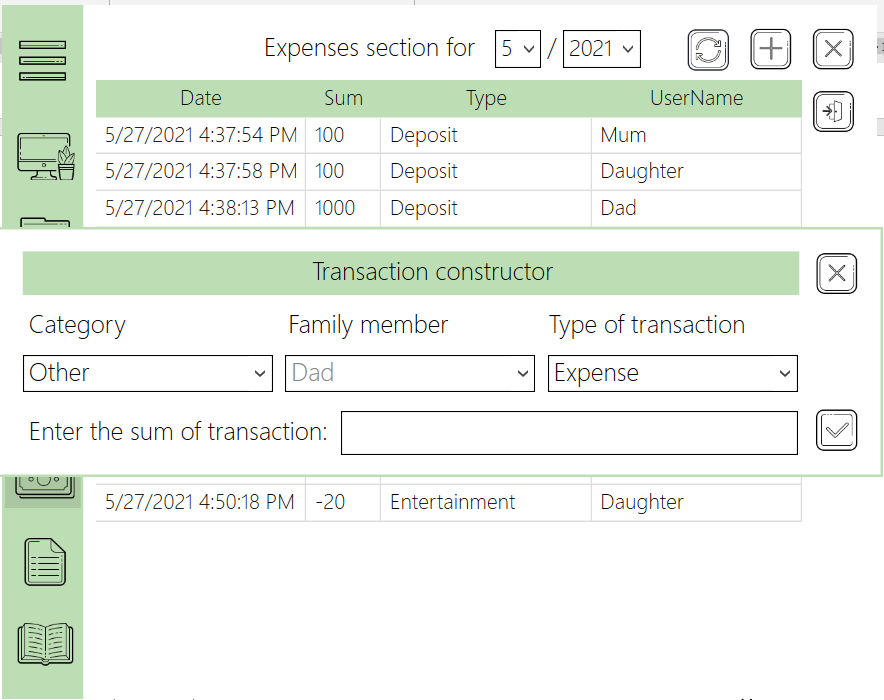 Expenses section for 5 / 2021
Date Sum Type UserName
5/27/2021 4:37:54 PM 100 Deposit Mum
5/27/2021 4:37:58 PM 100 Deposit Daughter
5/27/2021 4:38:13 PM 1000 Deposit Dad
Transaction constructor
Category Family member Type of transaction
Other Dad Expense
Enter the sum of transaction:
5/27/2021 4:50:18 PM -20 Entertainment Daughter